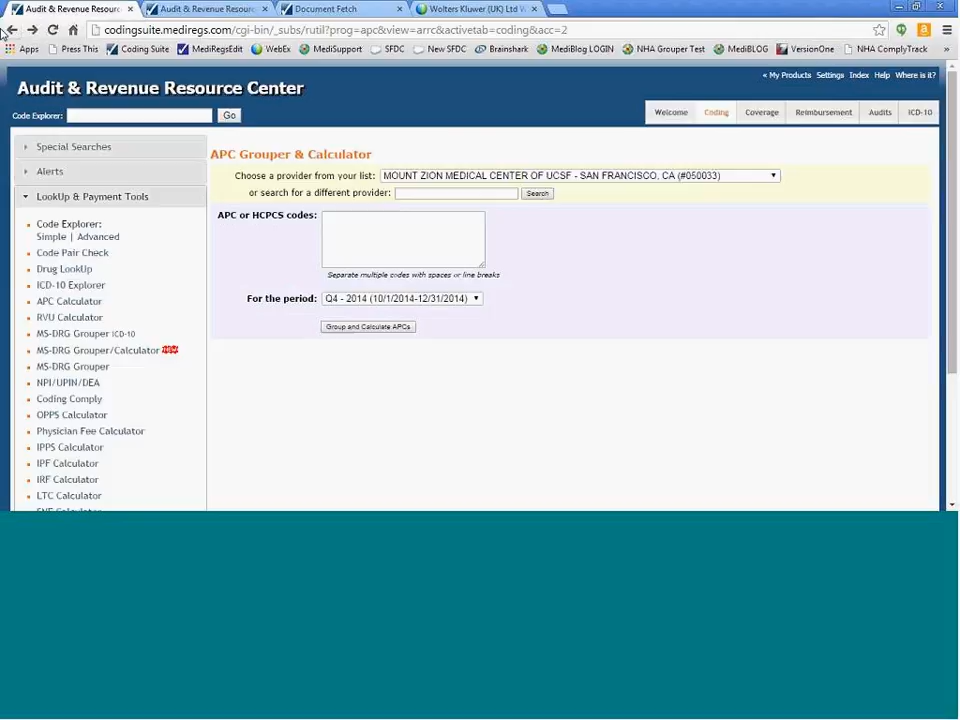 Audit & Revenue Resourc
Audit & Revenue Resourc
Document Fetch
Wolters Kluwer (UK) Ltd W
codingsuite.mediregs.com/cgi-bin/_subs/rutil?prog=apc&view=arrc&activetab=coding&acc=2
Apps Press This Coding Suite MediRegsEdit WebEx MediSupport SFDC New SFDC Brainshark MediBlog LOGIN NHA Grouper Test MediBLOG VersionOne NHA ComplyTrack »
« My Products Settings Index Help Where is it?
Audit & Revenue Resource Center
Code Explorer: Go
Welcome Coding Coverage Reimbursement Audits ICD-10
Special Searches
Alerts
LookUp & Payment Tools
Code Explorer:
Simple | Advanced
Code Pair Check
Drug LookUp
ICD-10 Explorer
APC Calculator
RVU Calculator
MS-DRG Grouper ICD-10
MS-DRG Grouper/Calculator
MS-DRG Grouper
NPI/UPIN/DEA
Coding Comply
OPPS Calculator
Physician Fee Calculator
IPPS Calculator
IPF Calculator
IRF Calculator
LTC Calculator
APC Grouper & Calculator
Choose a provider from your list: MOUNT ZION MEDICAL CENTER OF UCSF - SAN FRANCISCO, CA (#050033)
or search for a different provider: Search
APC or HCPCS codes:
Separate multiple codes with spaces or line breaks
For the period: Q4 - 2014 (10/1/2014-12/31/2014)
Group and Calculate APCs